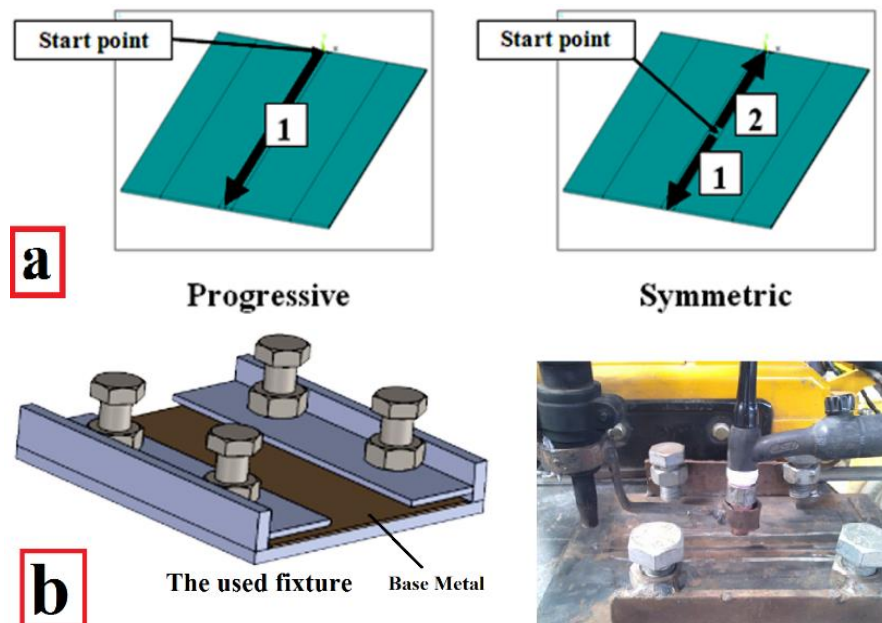 Start point
1
Start point
2
1
a
Progressive
Symmetric
b
The used fixture
Base Metal